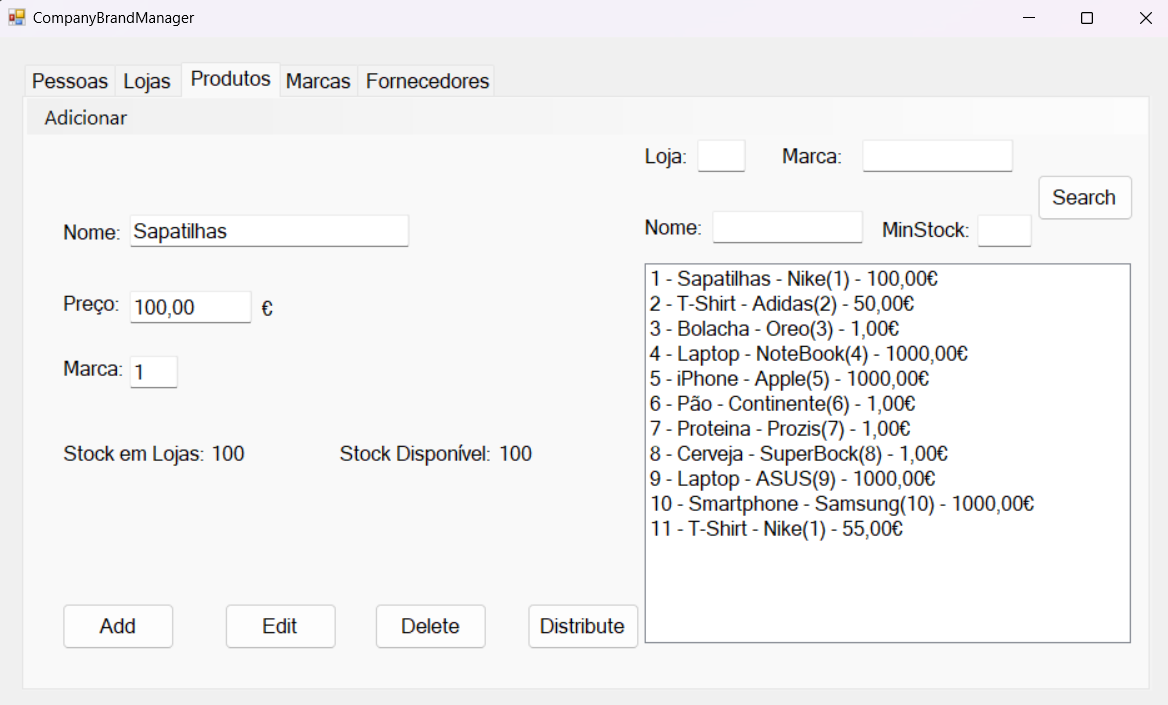 CompanyBrandManager
Pessoas Lojas Produtos Marcas Fornecedores
Adicionar
Loja: Marca:
Search
Nome: MinStock:
Nome: Sapatilhas
Preço: 100,00 €
Marca: 1
Stock em Lojas: 100 Stock Disponível: 100
1 - Sapatilhas - Nike(1) - 100,00€
2 - T-Shirt - Adidas(2) - 50,00€
3 - Bolacha - Oreo(3) - 1,00€
4 - Laptop - NoteBook(4) - 1000,00€
5 - iPhone - Apple(5) - 1000,00€
6 - Pão - Continente(6) - 1,00€
7 - Proteina - Prozis(7) - 1,00€
8 - Cerveja - SuperBock(8) - 1,00€
9 - Laptop - ASUS(9) - 1000,00€
10 - Smartphone - Samsung(10) - 1000,00€
11 - T-Shirt - Nike(1) - 55,00€
Add Edit Delete Distribute